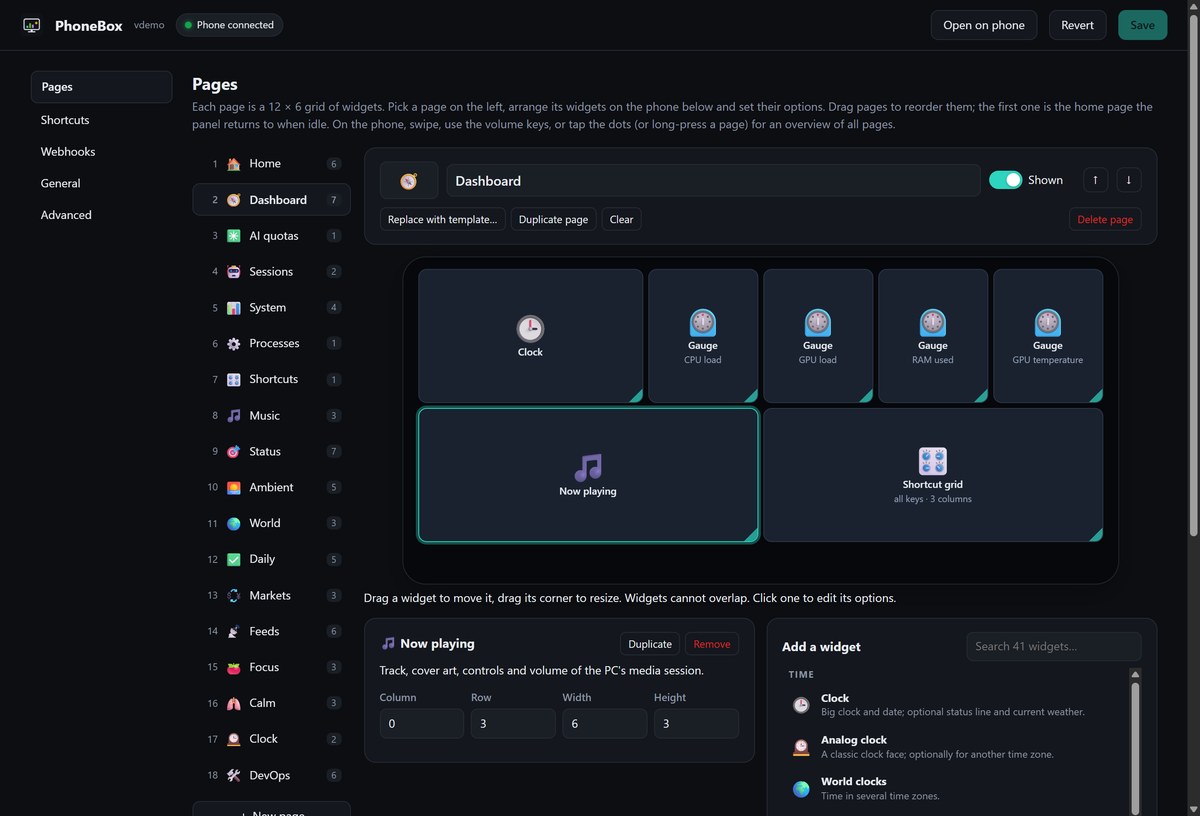 PhoneBox vdemo Phone connected Open on phone Revert Save
Pages
Shortcuts
Webhooks
General
Advanced
Pages
Each page is a 12 × 6 grid of widgets. Pick a page on the left, arrange its widgets on the phone below and set their options. Drag pages to reorder them; the first one is the home page the
panel returns to when idle. On the phone, swipe, use the volume keys, or tap the dots (or long-press a page) for an overview of all pages.
1 Home 6
2 Dashboard 7
3 AI quotas 1
4 Sessions 2
5 System 4
6 Processes 1
7 Shortcuts 1
8 Music 3
9 Status 7
10 Ambient 5
11 World 3
12 Daily 5
13 Markets 3
14 Feeds 6
15 Focus 3
16 Calm 3
17 Clock 2
18 DevOps 6
+ New page
Dashboard Shown ↑ ↓
Replace with template... Duplicate page Clear Delete page
Clock
Gauge
CPU load
Gauge
GPU load
Gauge
RAM used
Gauge
GPU temperature
Now playing
Shortcut grid
all keys · 3 columns
Drag a widget to move it, drag its corner to resize. Widgets cannot overlap. Click one to edit its options.
Now playing Duplicate Remove
Track, cover art, controls and volume of the PC's media session.
Column Row Width Height
0 3 6 3
Add a widget Search 41 widgets...
TIME
Clock
Big clock and date; optional status line and current weather.
Analog clock
A classic clock face; optionally for another time zone.
World clocks
Time in several time zones.